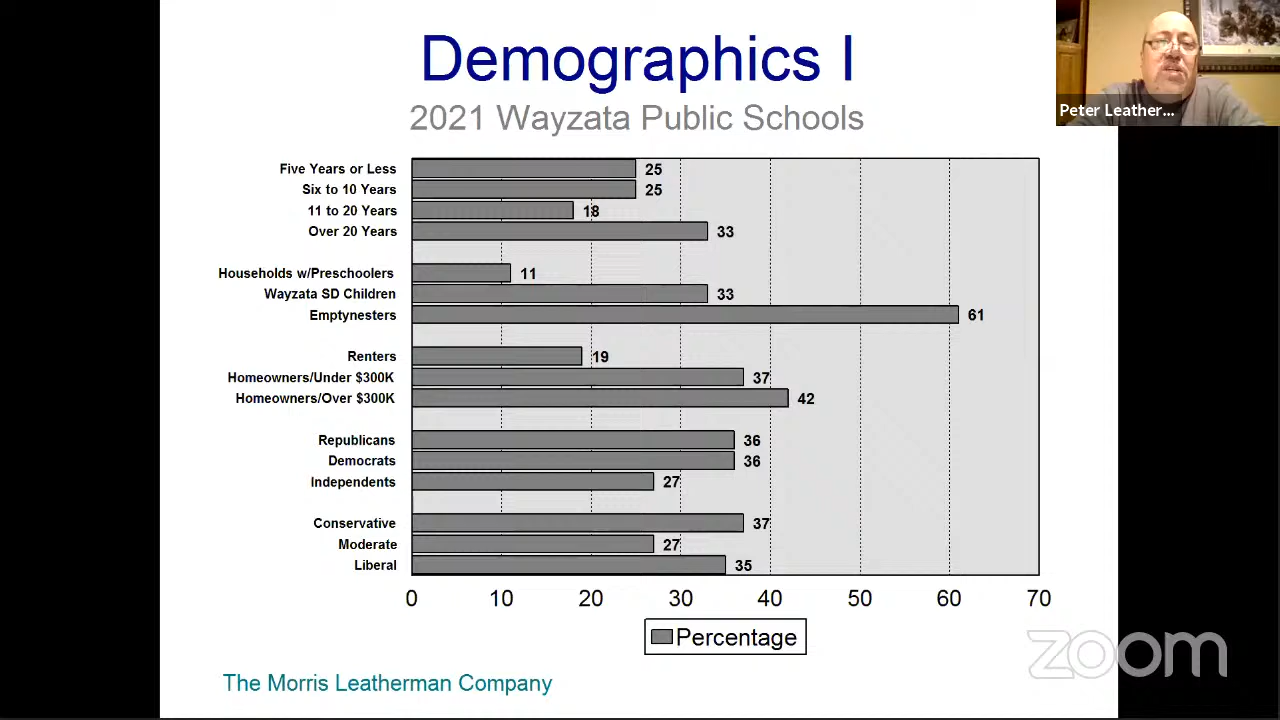 Demographics I
2021 Wayzata Public Schools
Peter Leather...
Five Years or Less 25
Six to 10 Years 25
11 to 20 Years 18
Over 20 Years 33
Households w/Preschoolers 11
Wayzata SD Children 33
Emptynesters 61
Renters 19
Homeowners/Under $300K 37
Homeowners/Over $300K 42
Republicans 36
Democrats 36
Independents 27
Conservative 37
Moderate 27
Liberal 35
0 10 20 30 40 50 60 70
Percentage
zoom
The Morris Leatherman Company